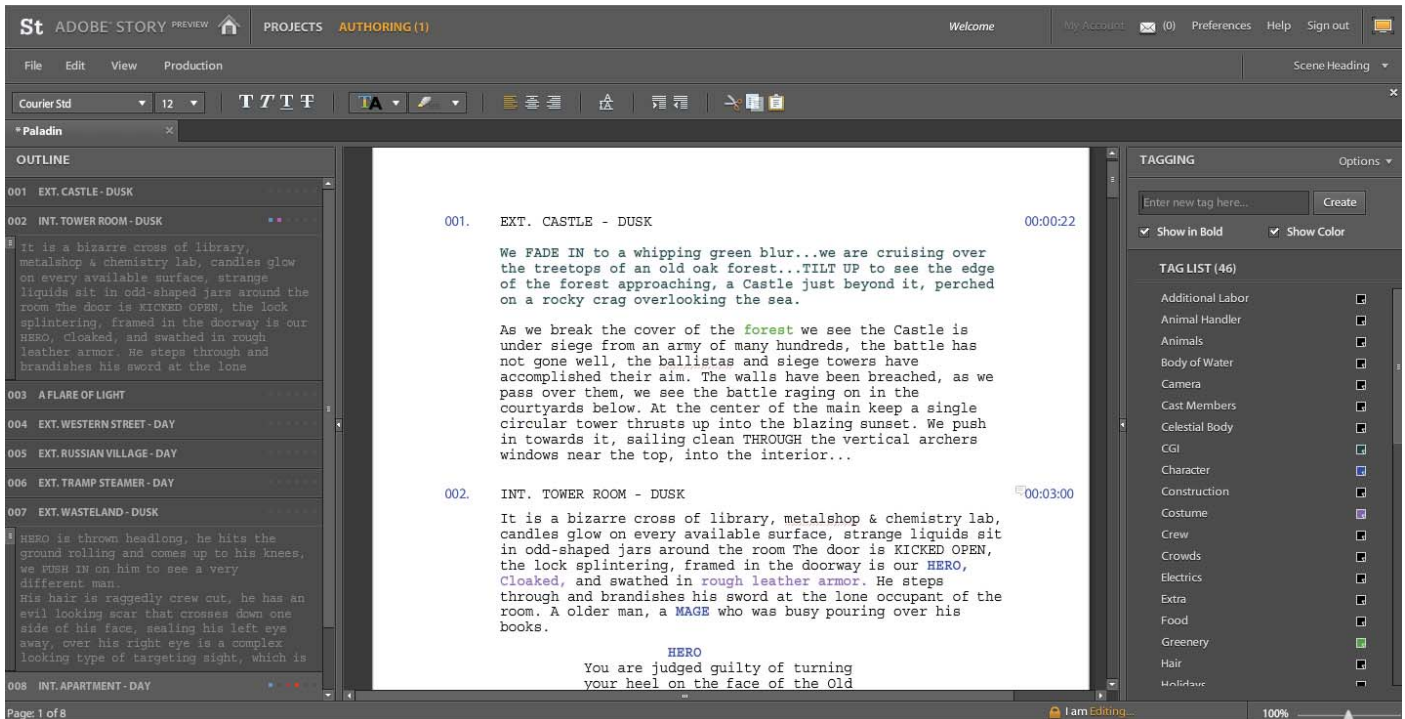 St ADOBE® STORY PREVIEW PROJECTS AUTHORING (1) Welcome My Account (0) Preferences Help Sign out
File Edit View Production Scene Heading
Courier Std 12 T T T T TA
* Paladin
OUTLINE
001 EXT. CASTLE - DUSK
002 INT. TOWER ROOM - DUSK
It is a bizarre cross of library,
metalshop & chemistry lab, candles glow
on every available surface, strange
liquids sit in odd-shaped jars around the
room The door is KICKED OPEN, the lock
splintering, framed in the doorway is our
HERO, Cloaked, and swathed in rough
leather armor. He steps through and
brandishes his sword at the lone
003 A FLARE OF LIGHT
004 EXT. WESTERN STREET - DAY
005 EXT. RUSSIAN VILLAGE - DAY
006 EXT. TRAMP STEAMER - DAY
007 EXT. WASTELAND - DUSK
HERO is thrown headlong, he hits the
ground rolling and comes up to his knees,
we PUSH IN on him to see a very
different man.
His hair is raggedly crew cut, he has an
evil looking scar that crosses down one
side of his face, sealing his left eye
away, over his right eye is a complex
looking type of targeting sight, which is
008 INT. APARTMENT - DAY
Page: 1 of 8
001. EXT. CASTLE - DUSK 00:00:22
We FADE IN to a whipping green blur...we are cruising over
the treetops of an old oak forest...TILT UP to see the edge
of the forest approaching, a Castle just beyond it, perched
on a rocky crag overlooking the sea.
As we break the cover of the forest we see the Castle is
under siege from an army of many hundreds, the battle has
not gone well, the ballistas and siege towers have
accomplished their aim. The walls have been breached, as we
pass over them, we see the battle raging on in the
courtyards below. At the center of the main keep a single
circular tower thrusts up into the blazing sunset. We push
in towards it, sailing clean THROUGH the vertical archers
windows near the top, into the interior...
002. INT. TOWER ROOM - DUSK 00:03:00
It is a bizarre cross of library, metalshop & chemistry lab,
candles glow on every available surface, strange liquids sit
in odd-shaped jars around the room The door is KICKED OPEN,
the lock splintering, framed in the doorway is our HERO,
Cloaked, and swathed in rough leather armor. He steps
through and brandishes his sword at the lone occupant of the
room. A older man, a MAGE who was busy pouring over his
books.
HERO
You are judged guilty of turning
your heel on the face of the Old
TAGGING Options
Enter new tag here... Create
Show in Bold Show Color
TAG LIST (46)
Additional Labor
Animal Handler
Animals
Body of Water
Camera
Cast Members
Celestial Body
CGI
Character
Construction
Costume
Crew
Crowds
Electrics
Extra
Food
Greenery
Hair
Holidays
I am Editing... 100%